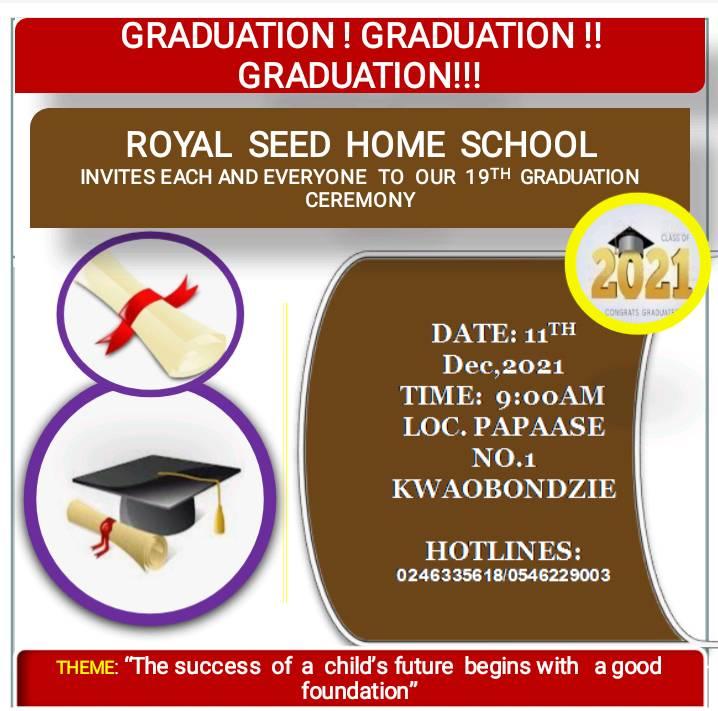 GRADUATION ! GRADUATION !!
GRADUATION!!!
ROYAL SEED HOME SCHOOL
INVITES EACH AND EVERYONE TO OUR 19TH GRADUATION
CEREMONY
CLASS OF
2021
CONGRATS GRADUATES
DATE: 11TH
Dec,2021
TIME: 9:00AM
LOC. PAPAASE
NO.1
KWAOBONDZIE
HOTLINES:
0246335618/0546229003
THEME: “The success of a child’s future begins with a good
foundation”